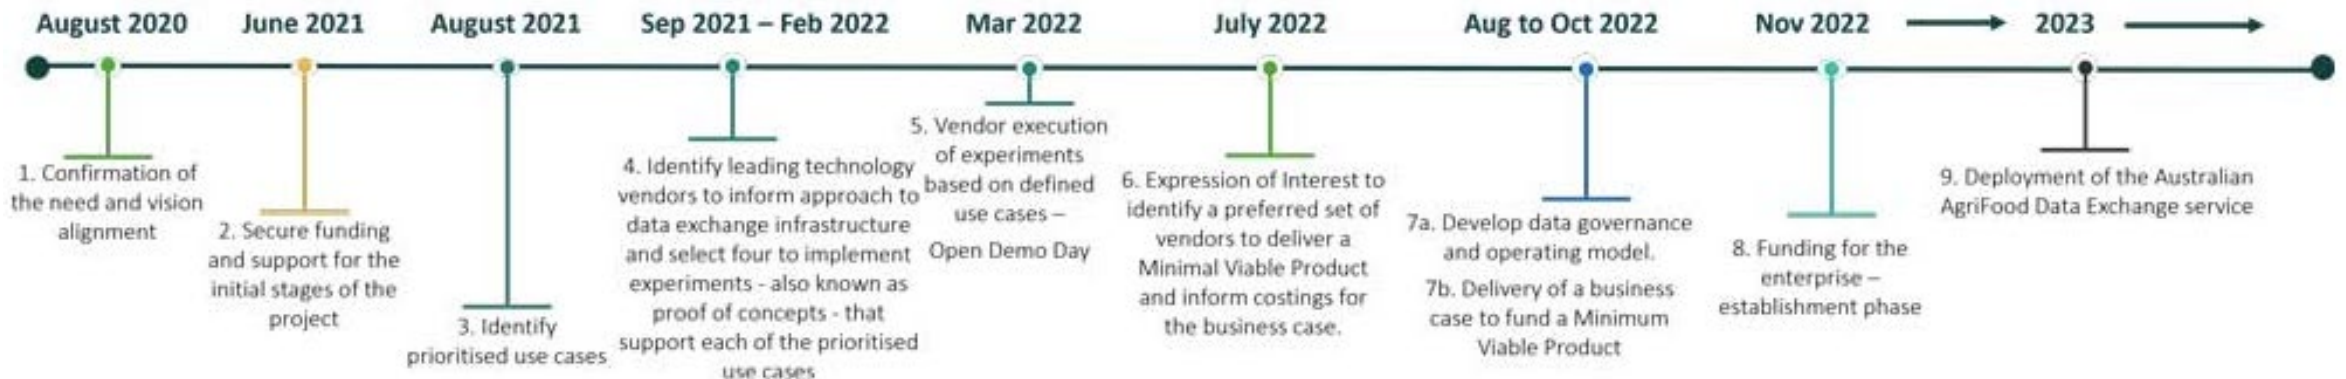 August 2020
June 2021
August 2021
Sep 2021 – Feb 2022
Mar 2022
July 2022
Aug to Oct 2022
Nov 2022
2023
1. Confirmation of
the need and vision
alignment
2. Secure funding
and support for the
initial stages of the
project
3. Identify
prioritised use cases
4. Identify leading technology
vendors to inform approach to
data exchange infrastructure
and select four to implement
experiments - also known as
proof of concepts - that
support each of the prioritised
use cases
5. Vendor execution
of experiments
based on defined
use cases –
Open Demo Day
6. Expression of Interest to
identify a preferred set of
vendors to deliver a
Minimal Viable Product
and inform costings for
the business case.
7a. Develop data governance
and operating model.
7b. Delivery of a business
case to fund a Minimum
Viable Product
8. Funding for the
enterprise –
establishment phase
9. Deployment of the Australian
AgriFood Data Exchange service